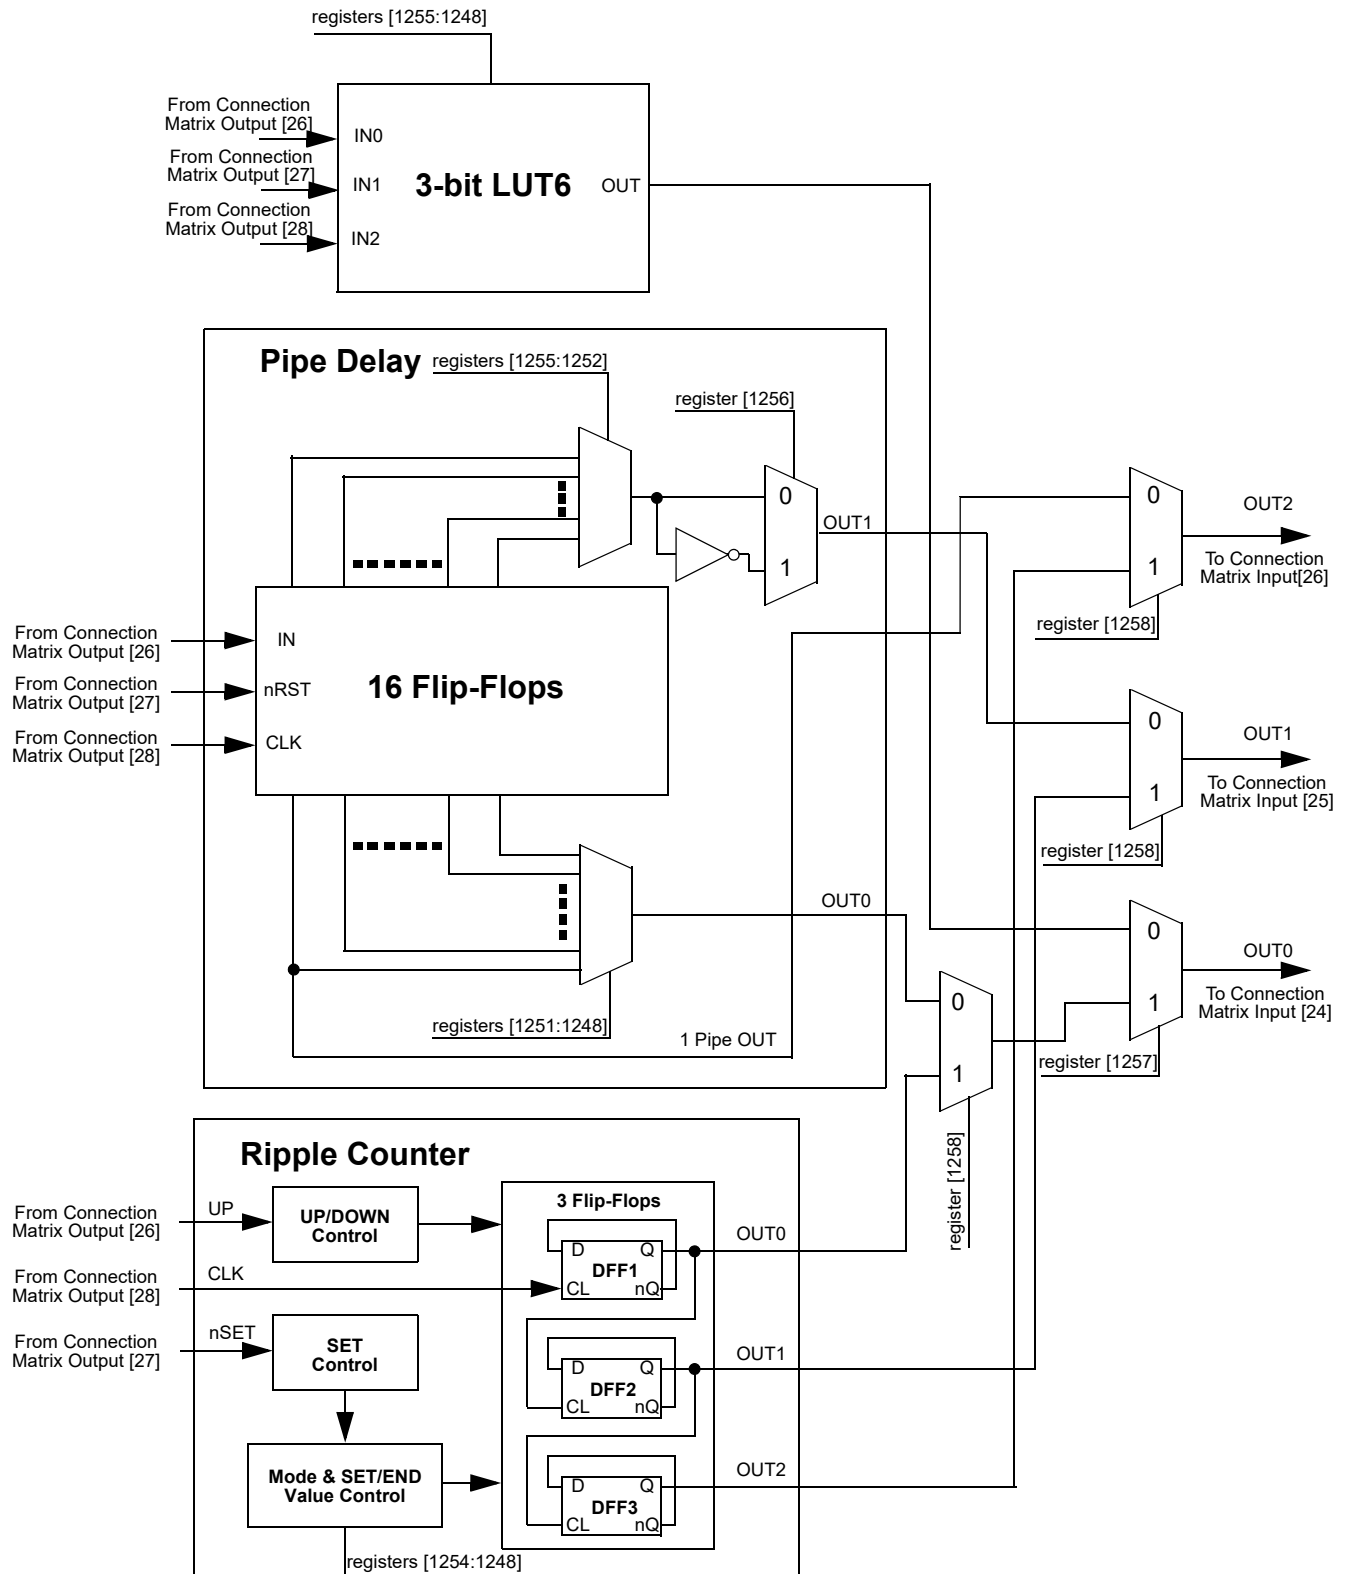 registers [1255:1248]
From Connection
Matrix Output [26]
IN0
From Connection
Matrix Output [27]
IN1
3-bit LUT6
OUT
From Connection
Matrix Output [28]
IN2
Pipe Delay
registers [1255:1252]
register [1256]
0
1
OUT1
0
1
OUT2
To Connection
Matrix Input[26]
register [1258]
From Connection
Matrix Output [26]
IN
From Connection
Matrix Output [27]
nRST
16 Flip-Flops
From Connection
Matrix Output [28]
CLK
0
1
OUT1
To Connection
Matrix Input [25]
register [1258]
OUT0
registers [1251:1248]
1 Pipe OUT
0
1
register [1258]
0
1
OUT0
To Connection
Matrix Input [24]
register [1257]
Ripple Counter
From Connection
Matrix Output [26]
UP
UP/DOWN
Control
3 Flip-Flops
D
Q
DFF1
CL
nQ
OUT0
From Connection
Matrix Output [28]
CLK
From Connection
Matrix Output [27]
nSET
SET
Control
D
Q
DFF2
CL
nQ
OUT1
Mode & SET/END
Value Control
D
Q
DFF3
CL
nQ
OUT2
registers [1254:1248]